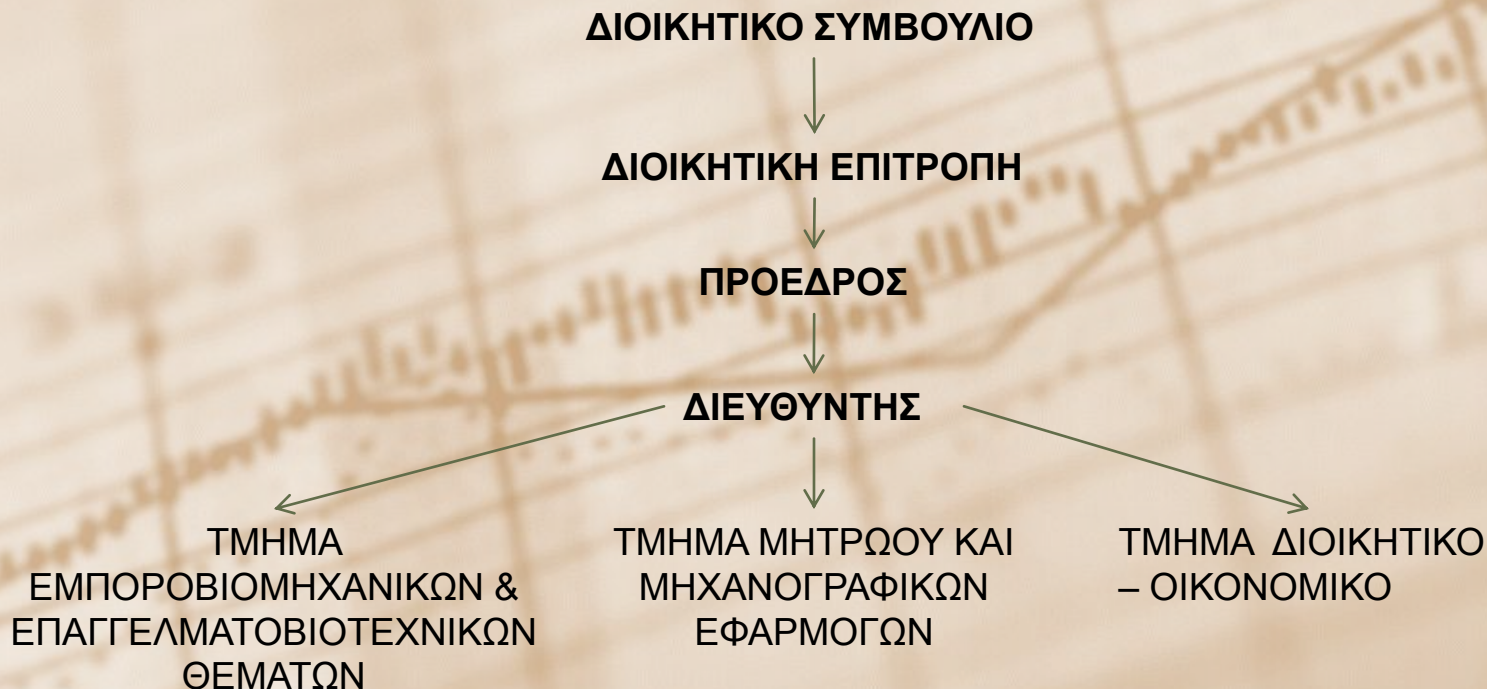 ΔΙΟΙΚΗΤΙΚΟ ΣΥΜΒΟΥΛΙΟ
ΔΙΟΙΚΗΤΙΚΗ ΕΠΙΤΡΟΠΗ
ΠΡΟΕΔΡΟΣ
ΔΙΕΥΘΥΝΤΗΣ
ΤΜΗΜΑ
ΕΜΠΟΡΟΒΙΟΜΗΧΑΝΙΚΩΝ &
ΕΠΑΓΓΕΛΜΑΤΟΒΙΟΤΕΧΝΙΚΩΝ
ΘΕΜΑΤΩΝ
ΤΜΗΜΑ ΜΗΤΡΩΟΥ ΚΑΙ
ΜΗΧΑΝΟΓΡΑΦΙΚΩΝ
ΕΦΑΡΜΟΓΩΝ
ΤΜΗΜΑ ΔΙΟΙΚΗΤΙΚΟ
– ΟΙΚΟΝΟΜΙΚΟ